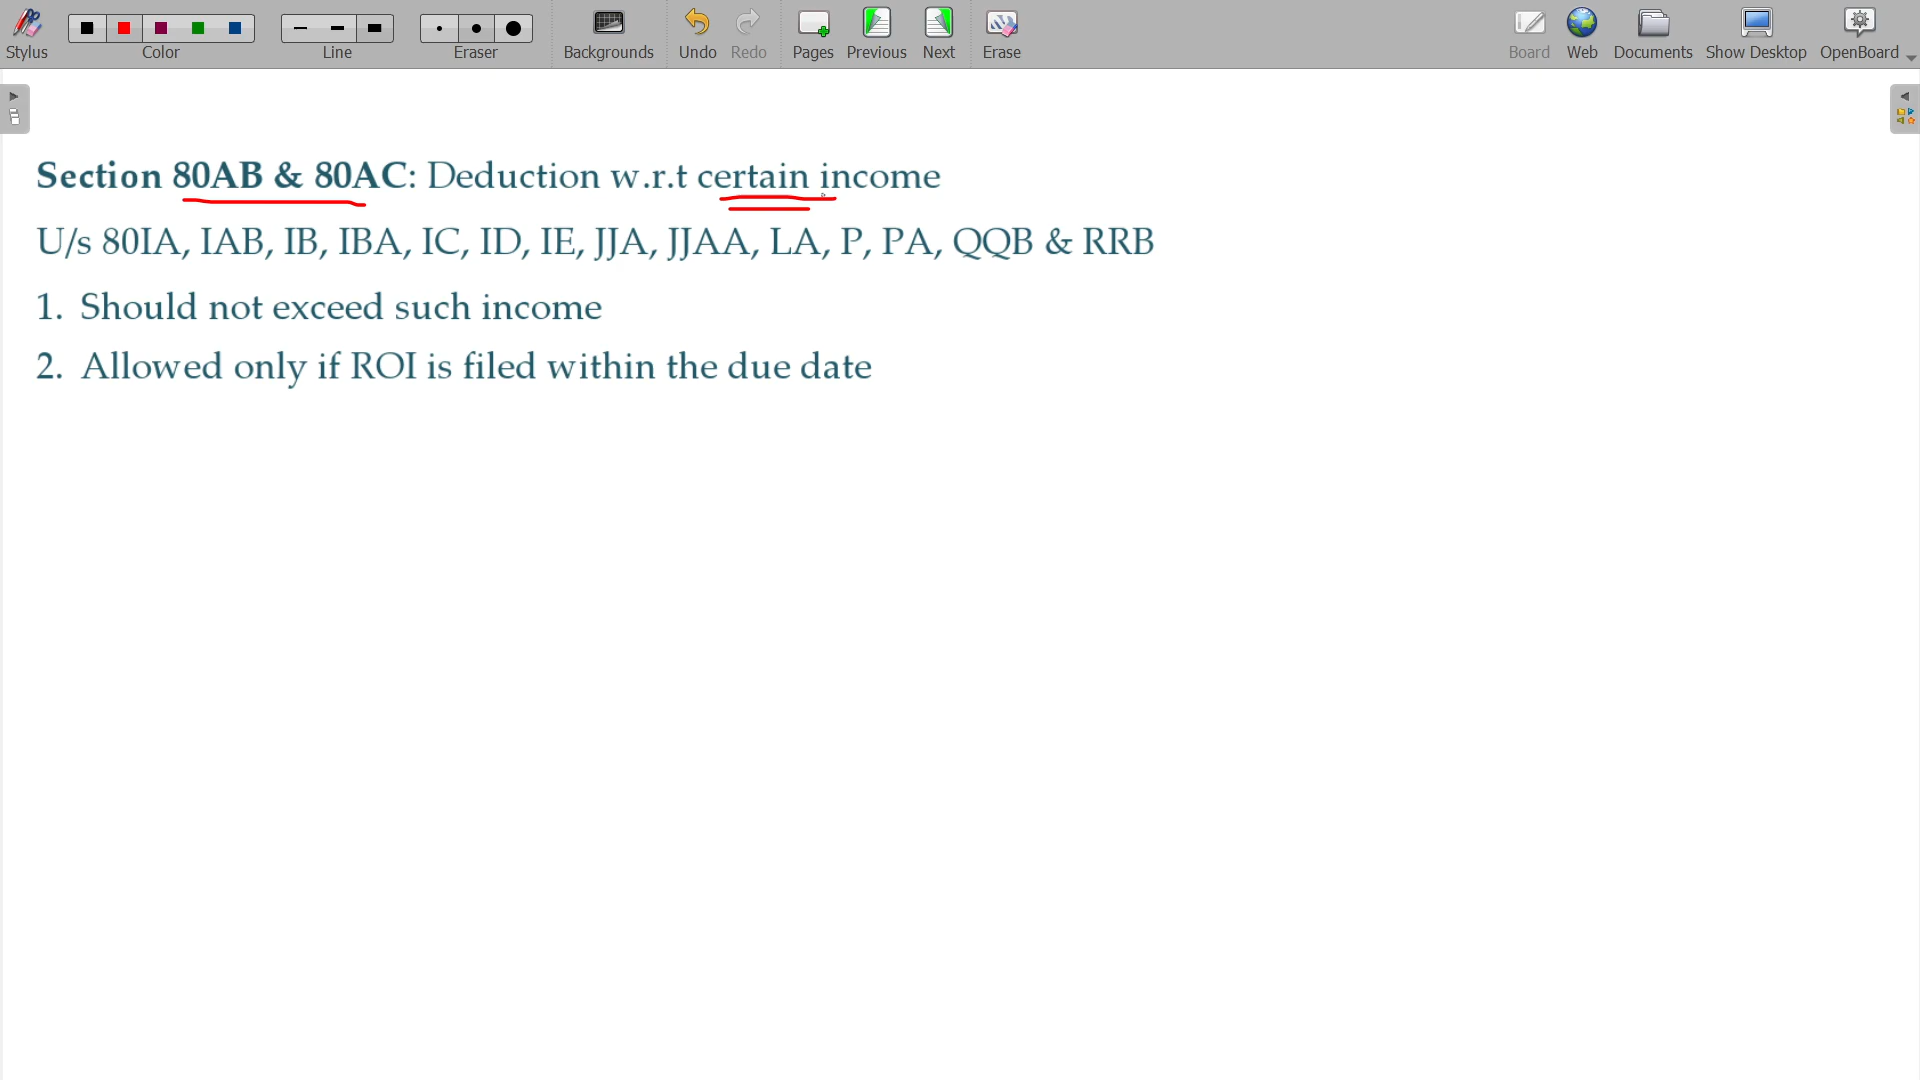 Stylus Color Line Eraser Backgrounds Undo Redo Pages Previous Next Erase Board Web Documents Show Desktop OpenBoard
Section 80AB & 80AC: Deduction w.r.t certain income
U/s 80IA, IAB, IB, IBA, IC, ID, IE, JJA, JJAA, LA, P, PA, QQB & RRB
1. Should not exceed such income
2. Allowed only if ROI is filed within the due date